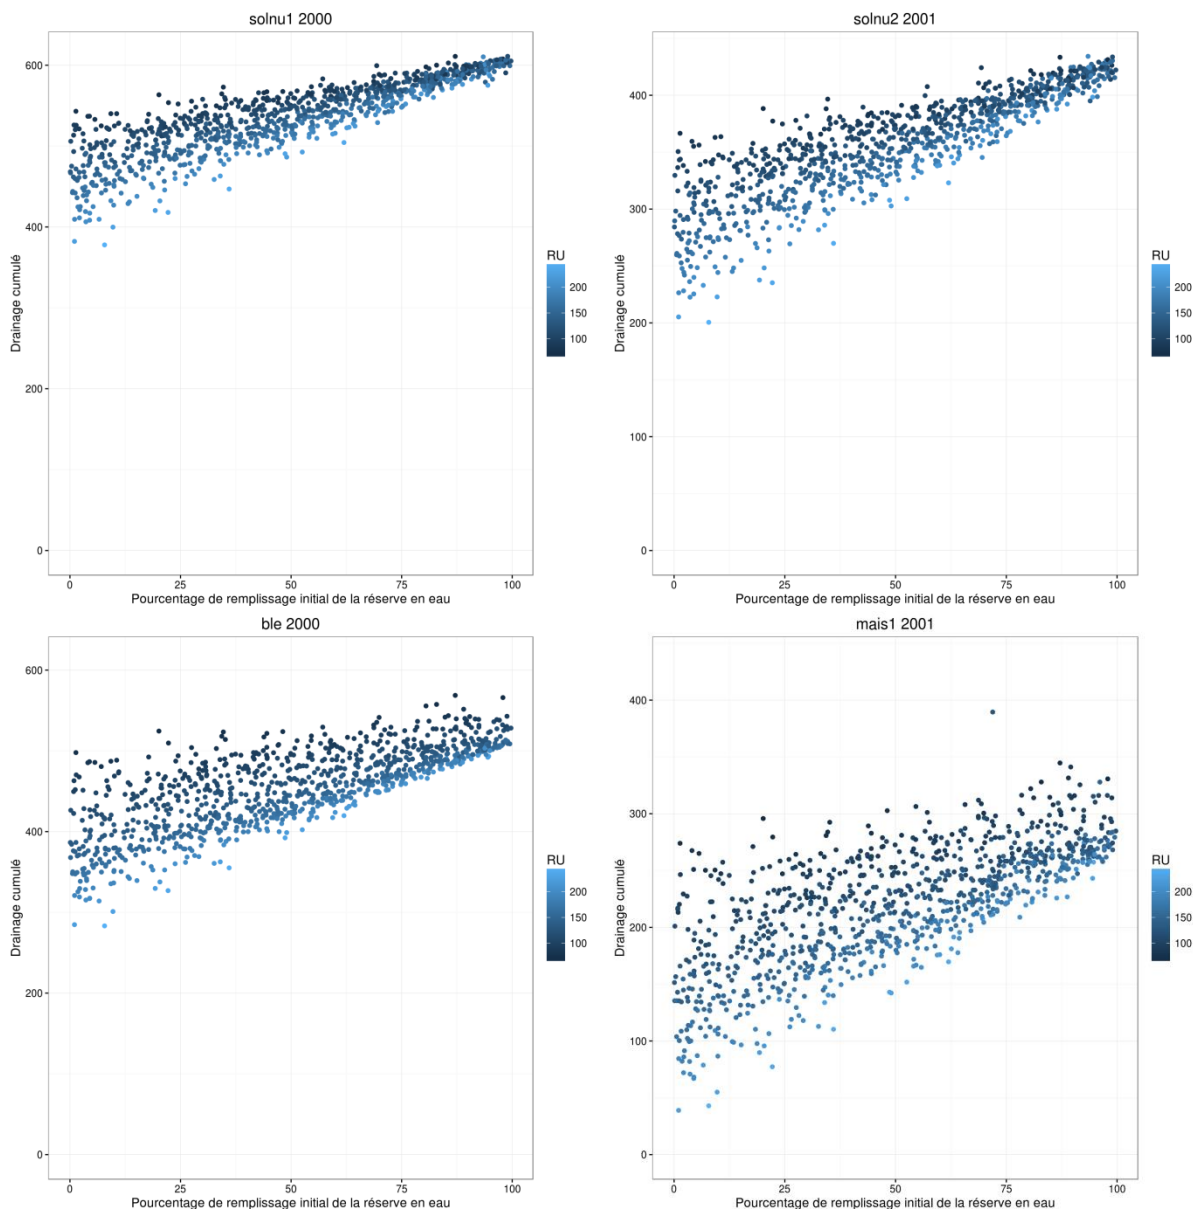 solnu1 2000
600
400
200
0
Drainage cumulé
0 25 50 75 100
Pourcentage de remplissage initial de la réserve en eau
RU
200
150
100
solnu2 2001
400
300
200
100
0
Drainage cumulé
0 25 50 75 100
Pourcentage de remplissage initial de la réserve en eau
RU
200
150
100
ble 2000
600
400
200
0
Drainage cumulé
0 25 50 75 100
Pourcentage de remplissage initial de la réserve en eau
RU
200
150
100
mais1 2001
400
300
200
100
0
Drainage cumulé
0 25 50 75 100
Pourcentage de remplissage initial de la réserve en eau
RU
200
150
100